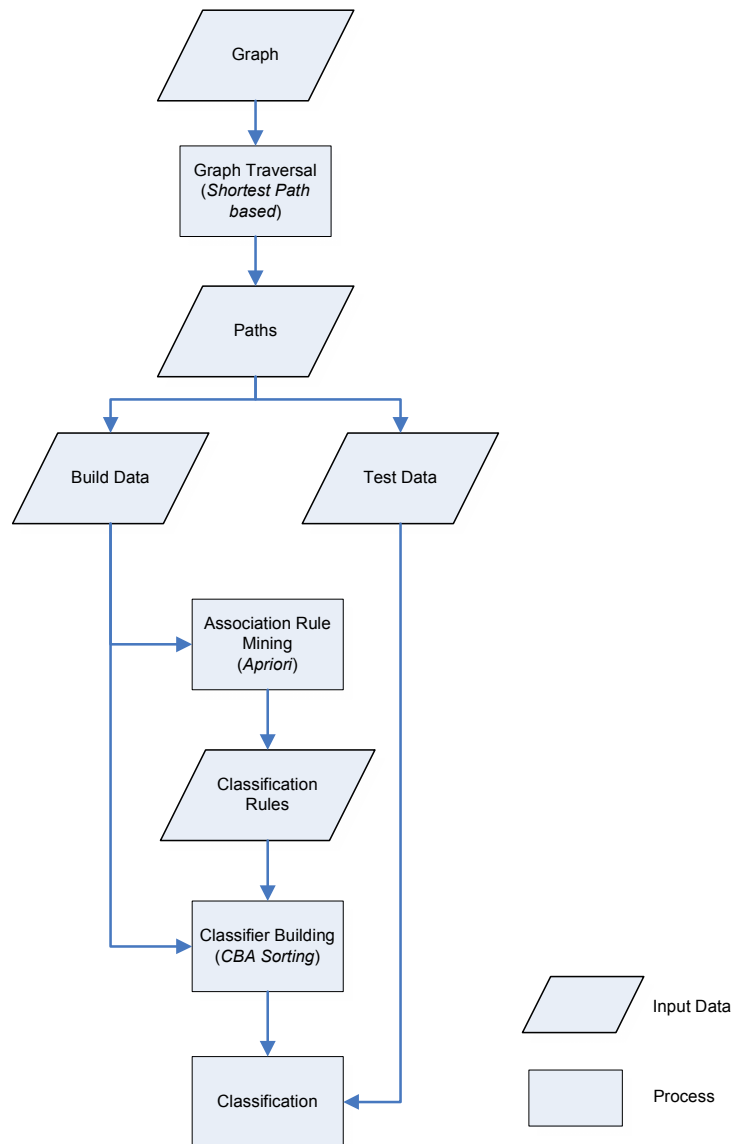 Graph
Graph Traversal
(Shortest Path
based)
Paths
Build Data
Test Data
Association Rule
Mining
(Apriori)
Classification
Rules
Classifier Building
(CBA Sorting)
Classification
Input Data
Process